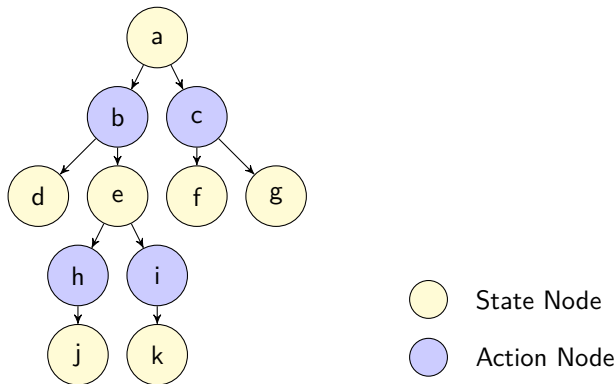 a
b c
d e f g
h i
j k
State Node
Action Node